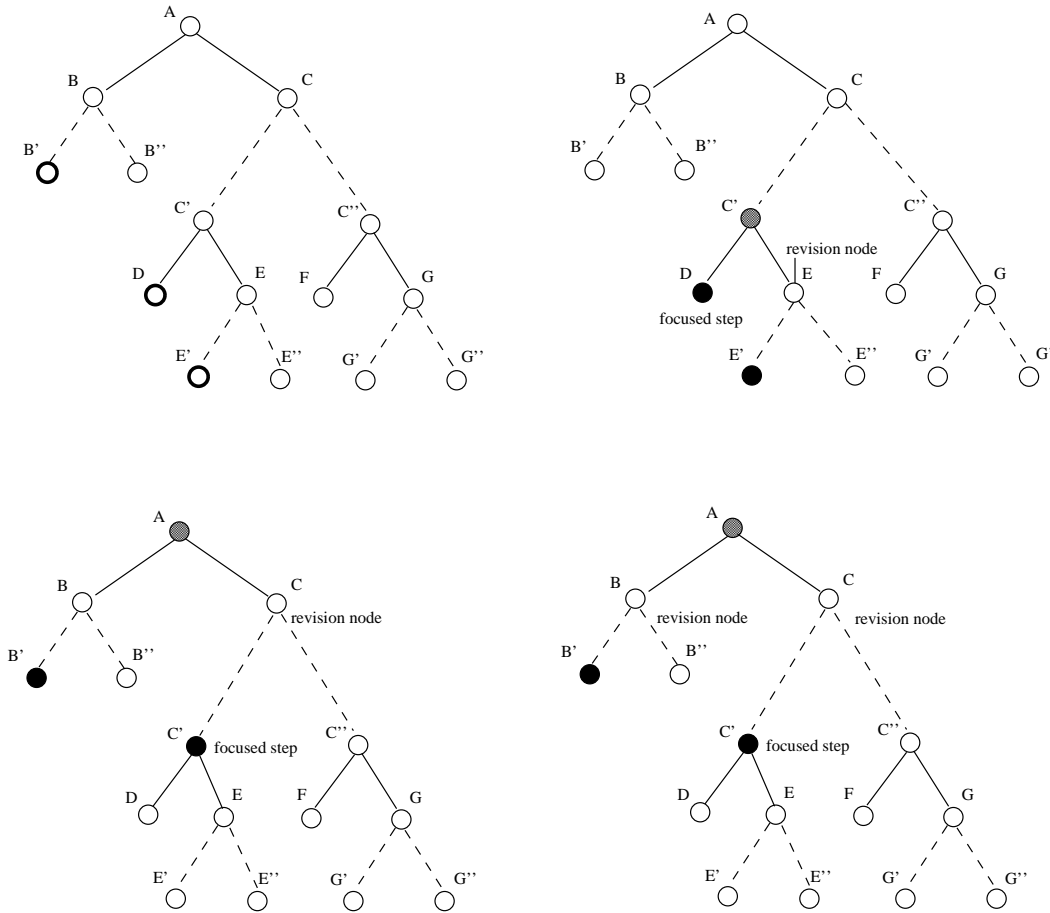 A
B
C
B'
B''
C'
C''
D
E
F
G
E'
E''
G'
G''
A
B
C
B'
B''
C'
C''
revision node
D
E
F
G
focused step
E'
E''
G'
G'
A
B
C
revision node
B'
B''
C'
focused step
C''
D
E
F
G
E'
E''
G'
G''
A
B
C
revision node
revision node
B'
B''
C'
focused step
C''
D
E
F
G
E'
E''
G'
G''